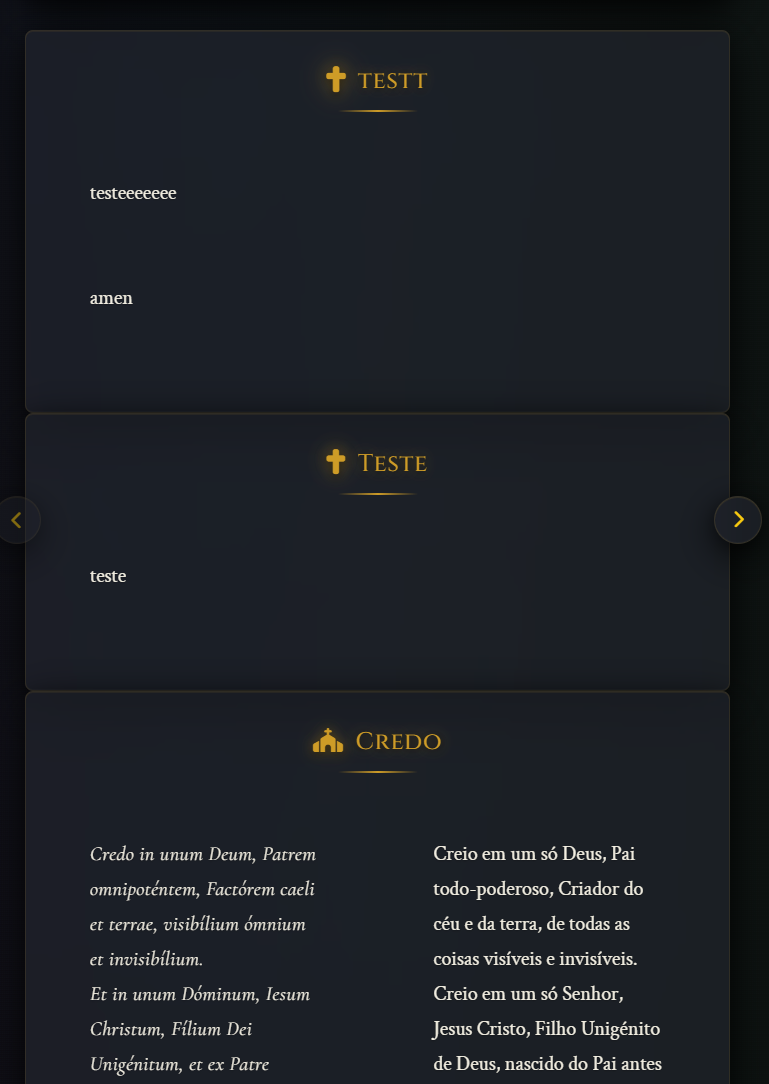 TESTT
testeeeeeee
amen
Teste
teste
Credo
Credo in unum Deum, Patrem
omnipoténtem, Factórem caeli
et terrae, visibílium ómnium
et invisibílium.
Et in unum Dóminum, Iesum
Christum, Fílium Dei
Unigénitum, et ex Patre
Creio em um só Deus, Pai
todo-poderoso, Criador do
céu e da terra, de todas as
coisas visíveis e invisíveis.
Creio em um só Senhor,
Jesus Cristo, Filho Unigénito
de Deus, nascido do Pai antes